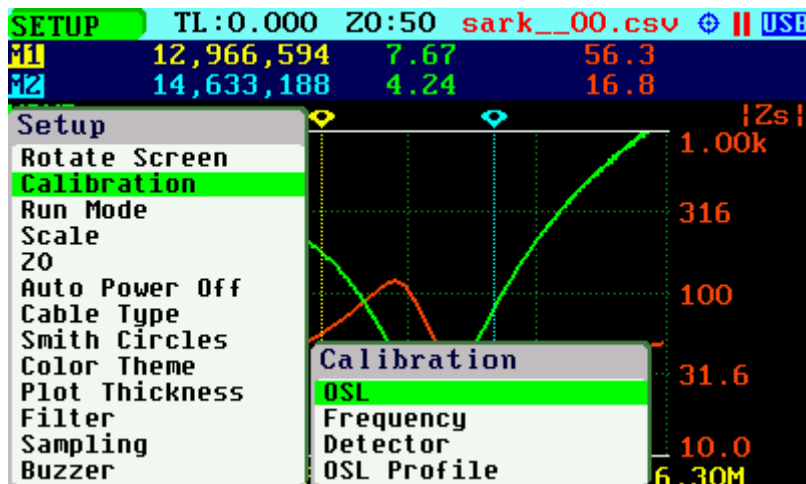 SETUP TL:0.000 Z0:50 sark__00.csv USB
M1 12,966,594 7.67 56.3
M2 14,633,188 4.24 16.8
|Zs|
Setup
Rotate Screen
Calibration
Run Mode
Scale
ZO
Auto Power Off
Cable Type
Smith Circles
Color Theme
Plot Thickness
Filter
Sampling
Buzzer
Calibration
OSL
Frequency
Detector
OSL Profile
1.00k
316
100
31.6
10.0
6.30M